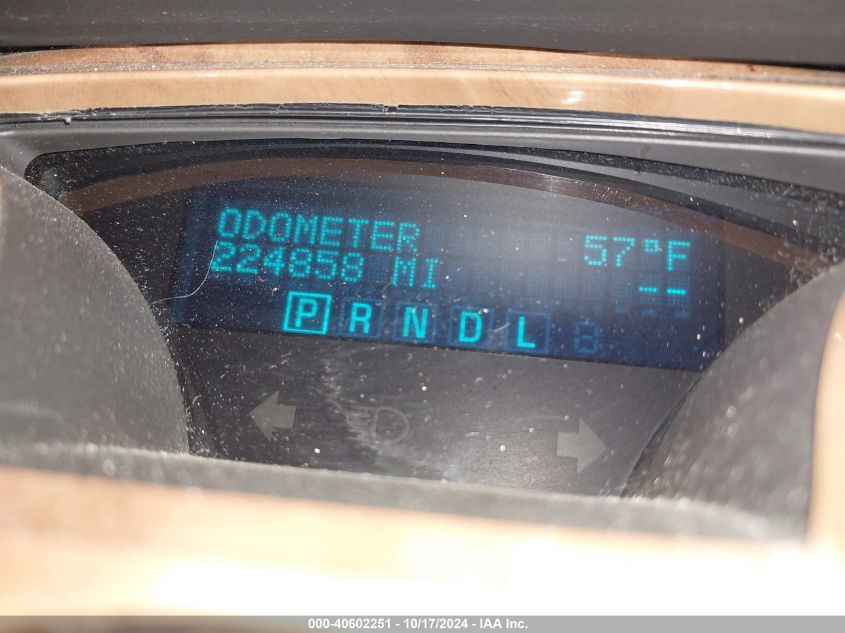 ODOMETER 57°F
224858 MI --
P R N D L
000-40602251 - 10/17/2024 - IAA Inc.